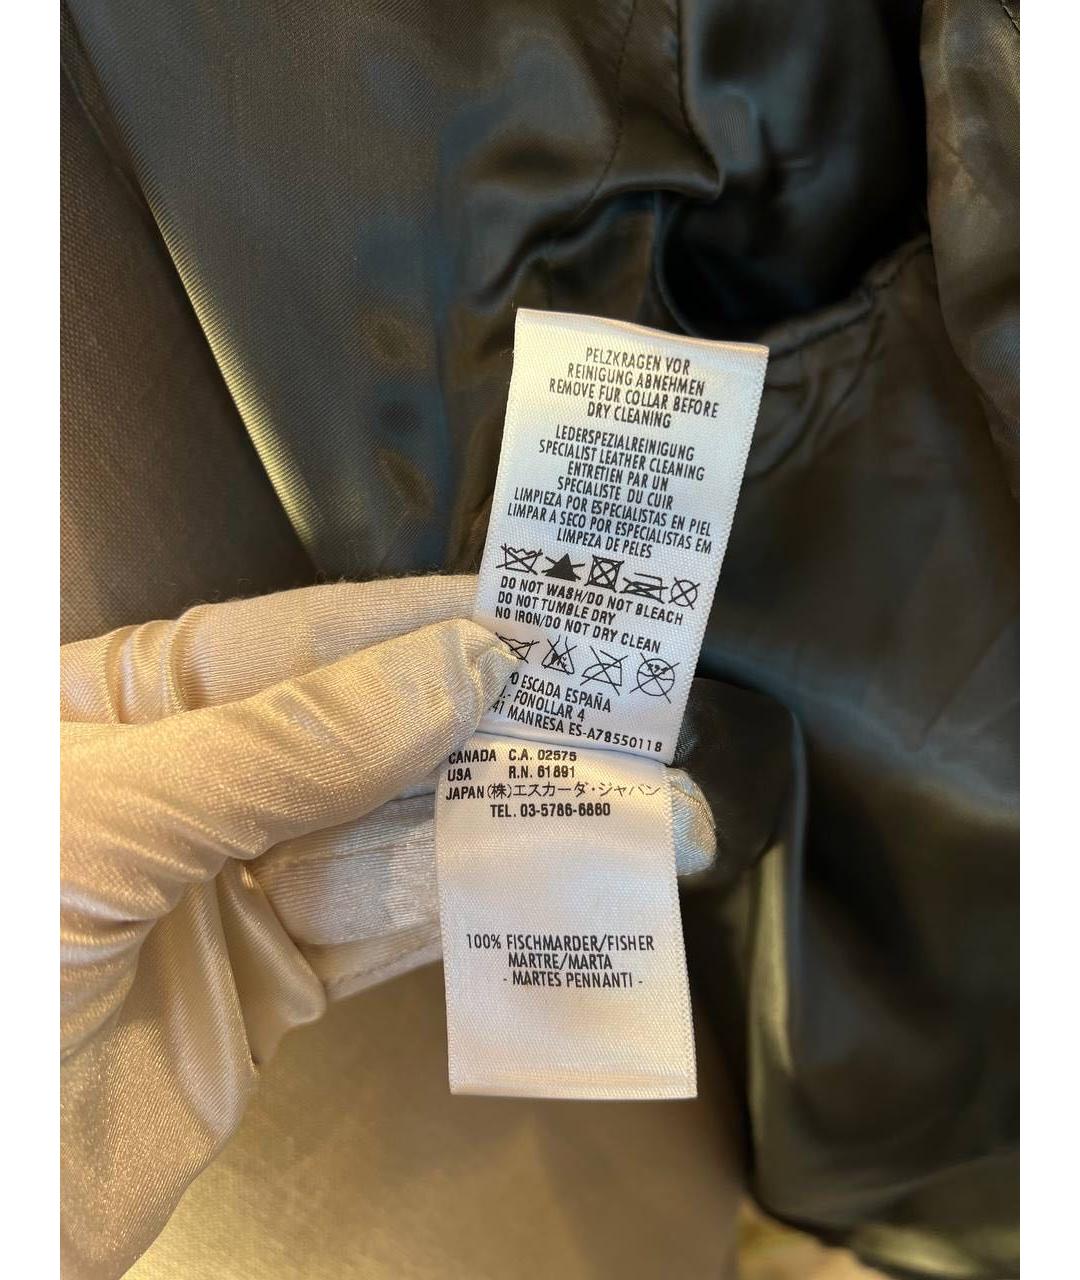 PELZKRAGEN VOR
REINIGUNG ABNEHMEN
REMOVE FUR COLLAR BEFORE
DRY CLEANING
LEDERSPEZIALREINIGUNG
SPECIALIST LEATHER CLEANING
ENTRETIEN PAR UN
SPECIALISTE DU CUIR
LIMPIEZA POR ESPECIALISTAS EN PIEL
LIMPAR A SECO POR ESPECIALISTAS EM
LIMPEZA DE PELES
DO NOT WASH/DO NOT BLEACH
DO NOT TUMBLE DRY
NO IRON/DO NOT DRY CLEAN
ESCADA ESPAÑA
FONOLLAR 4
MANRESA ES-A78550118
CANADA C.A. 02575
USA R.N. 61891
JAPAN (株)エスカーダ・ジャパン
TEL. 03-5786-6860
100% FISCHMARDER/FISHER
MARTRE/MARTA
- MARTES PENNANTI -